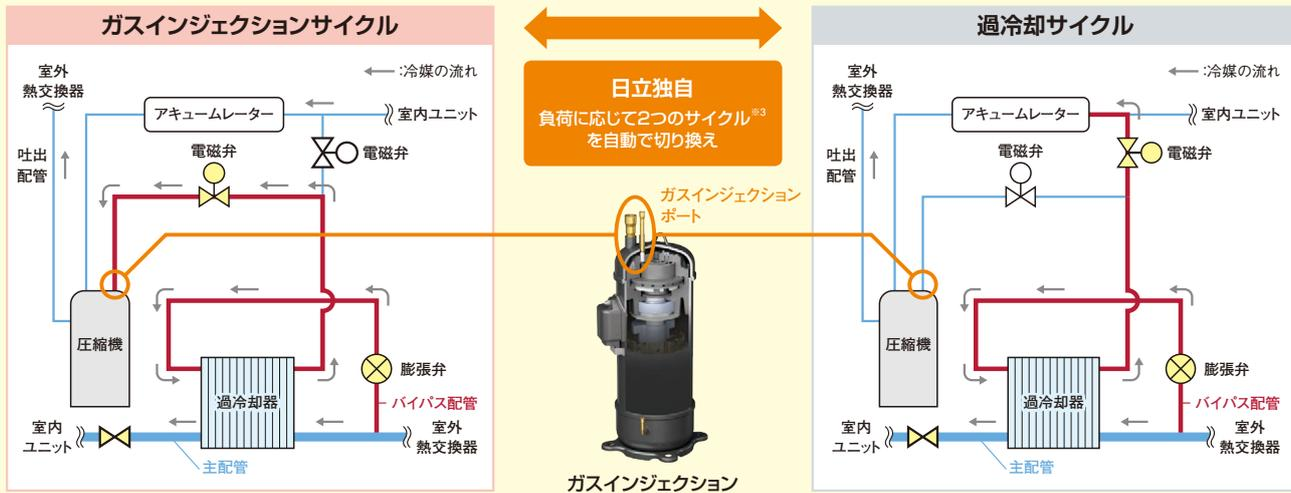 ガスインジェクションサイクル
室外
熱交換器
:冷媒の流れ
アキュームレーター
室内ユニット
電磁弁
電磁弁
吐出
配管
圧縮機
膨張弁
過冷却器
バイパス配管
室内
ユニット
室外
熱交換器
主配管
日立独自
負荷に応じて2つのサイクル※3
を自動で切り換え
ガスインジェクション
ポート
ガスインジェクション
過冷却サイクル
室外
熱交換器
:冷媒の流れ
アキュームレーター
室内ユニット
電磁弁
電磁弁
吐出
配管
圧縮機
膨張弁
過冷却器
バイパス配管
室内
ユニット
室外
熱交換器
主配管